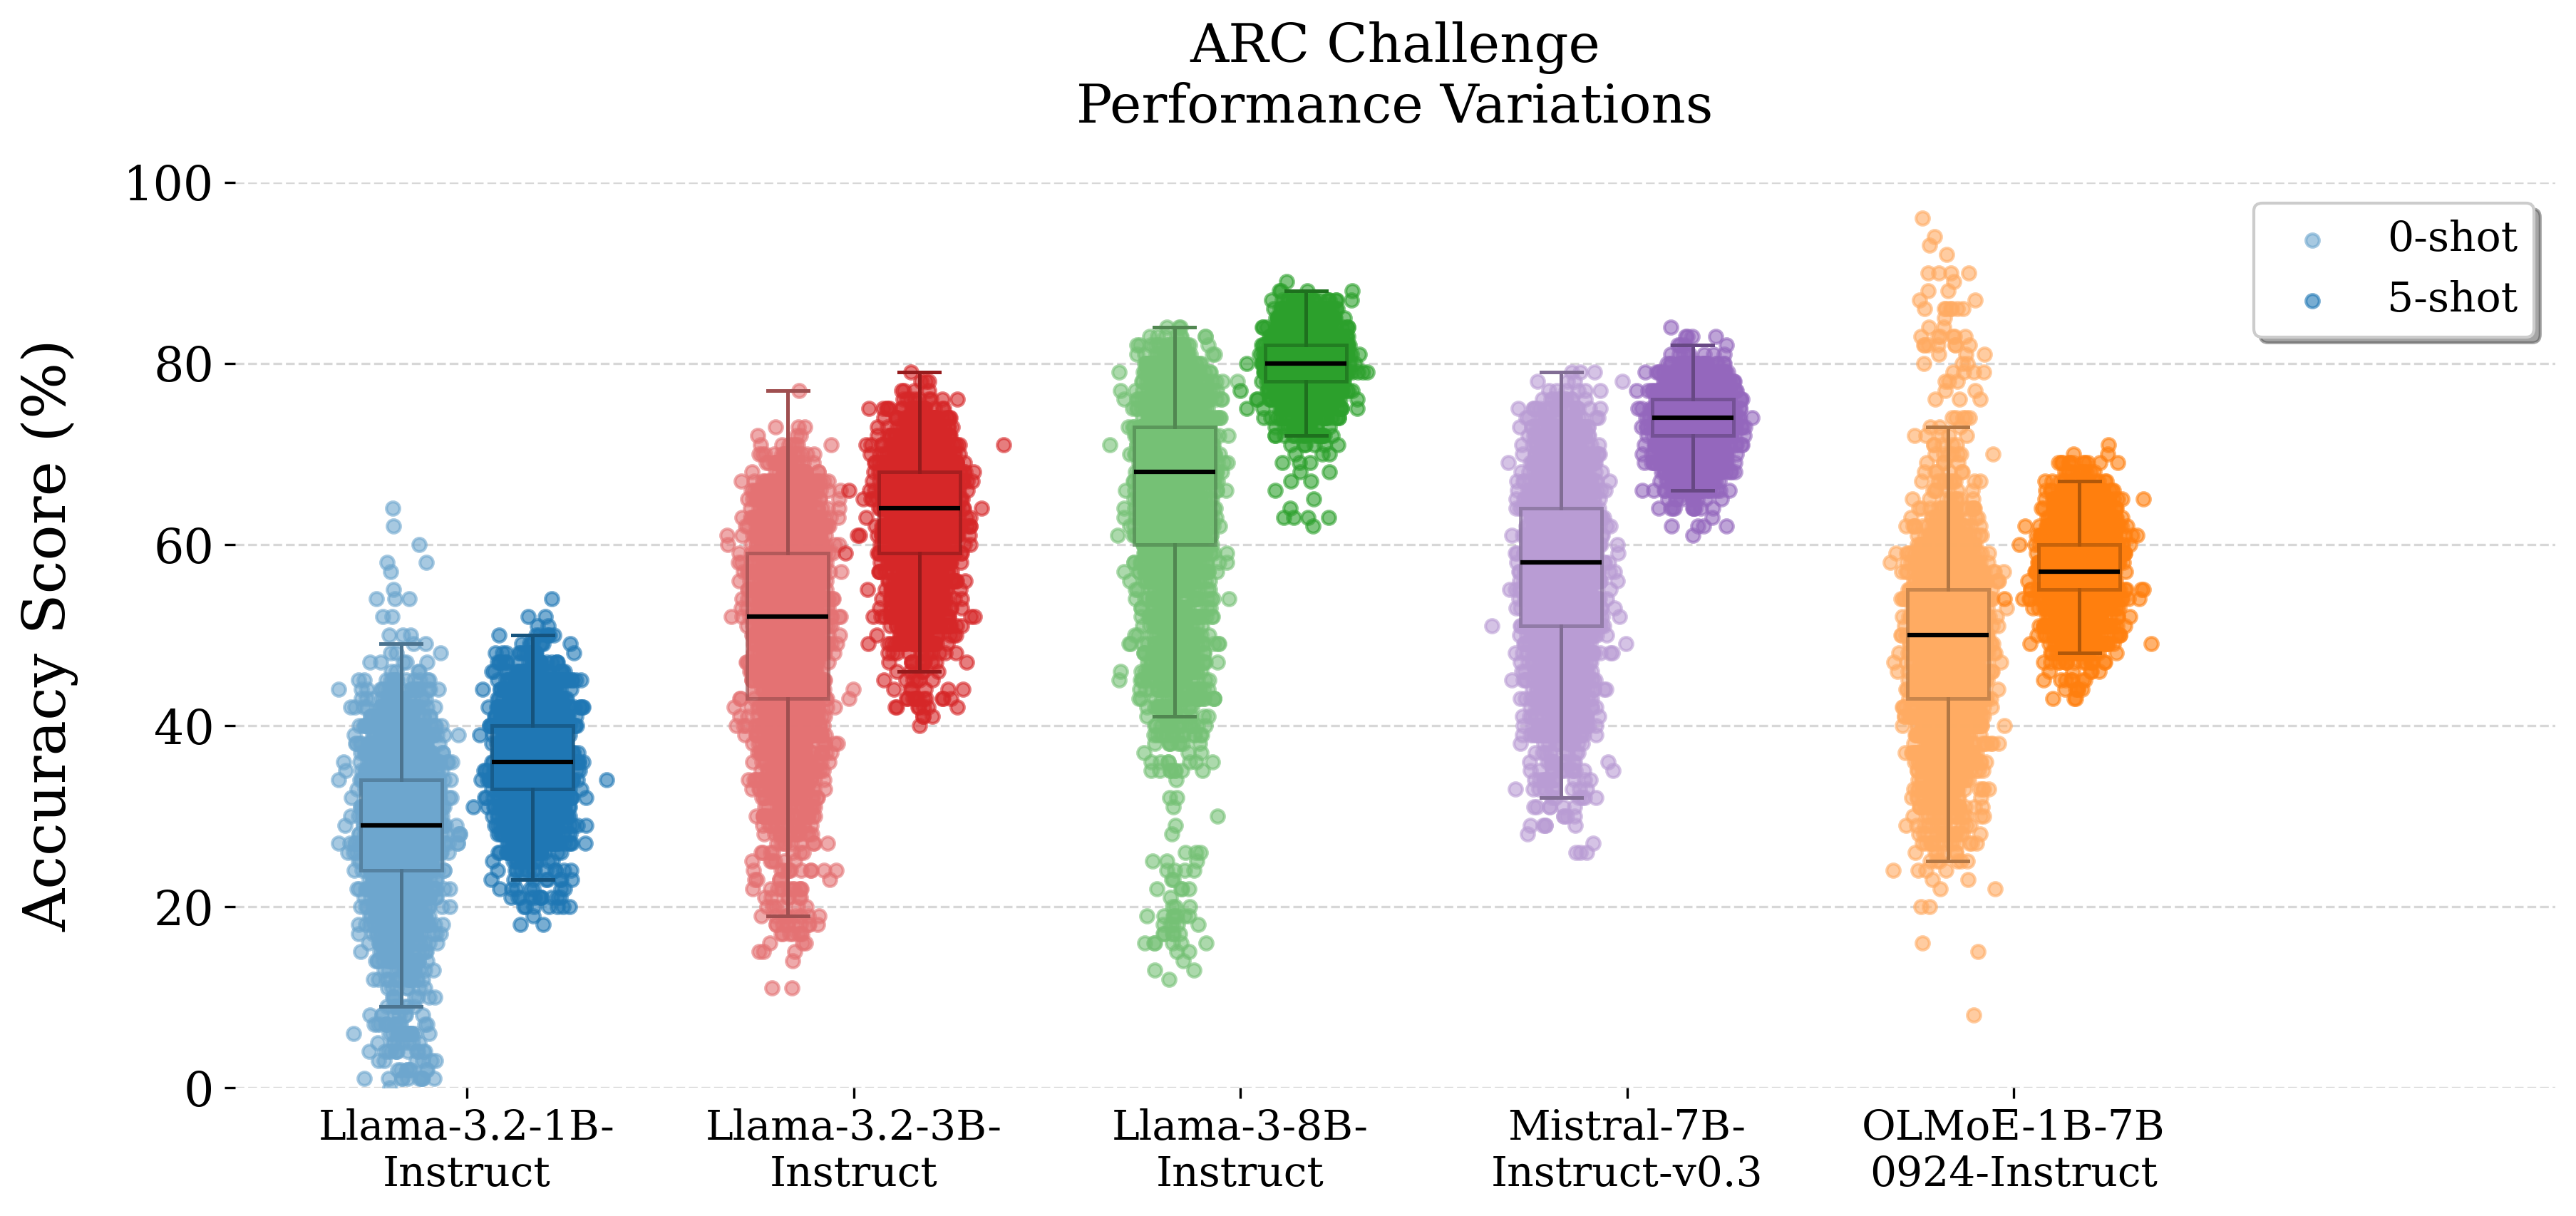 ARC Challenge
Performance Variations
Accuracy Score (%)
100
80
60
40
20
0
0-shot
5-shot
Llama-3.2-1B-
Instruct
Llama-3.2-3B-
Instruct
Llama-3-8B-
Instruct
Mistral-7B-
Instruct-v0.3
OLMoE-1B-7B
0924-Instruct